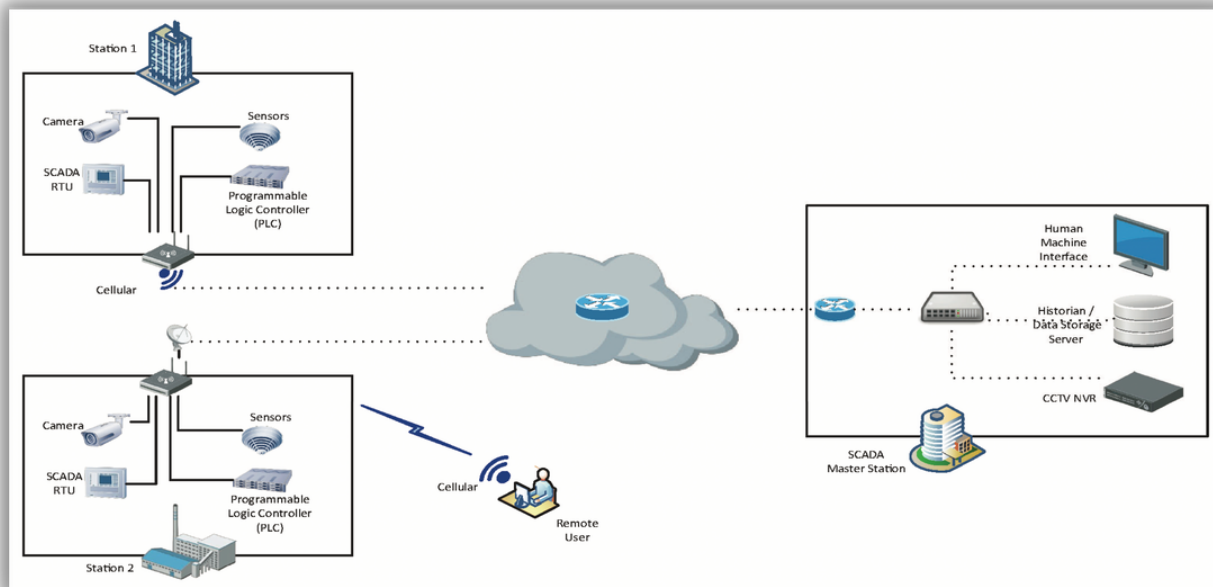 Station 1
Camera
Sensors
SCADA
RTU
Programmable
Logic Controller
(PLC)
Cellular
Camera
Sensors
SCADA
RTU
Programmable
Logic Controller
(PLC)
Station 2
Cellular
Remote
User
Human
Machine
Interface
Historian /
Data Storage
Server
CCTV NVR
SCADA
Master Station